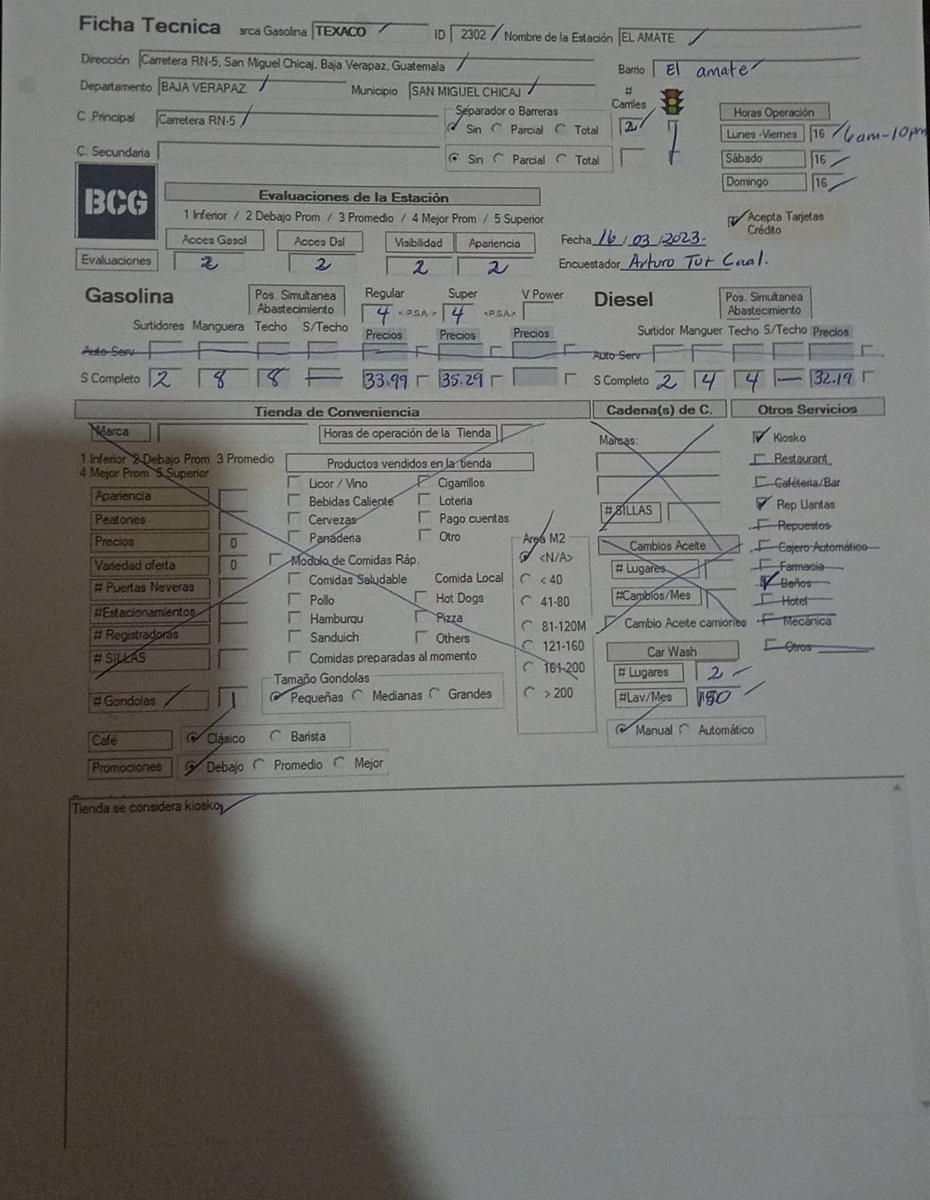 Ficha Tecnica arca Gasolina TEXACO ID 2302 Nombre de la Estación EL AMATE
Dirección Carretera RN-5, San Miguel Chicaj, Baja Verapaz, Guatemala Barrio El amate
Departamento BAJA VERAPAZ Municipio SAN MIGUEL CHICAJ # Carriles
C .Principal Carretera RN-5 Separador o Barreras Sin Parcial Total 2 Horas Operación
Lunes -Viernes 16 6am-10pm
C. Secundaria Sin Parcial Total Sábado 16
Domingo 16
BCG Evaluaciones de la Estación
1 Inferior / 2 Debajo Prom / 3 Promedio / 4 Mejor Prom / 5 Superior Acepta Tarjetas Crédito
Acces Gasol Acces Dsl Visibilidad Apariencia Fecha 16/03/2023.
Evaluaciones 2 2 2 2 Encuestador Arturo Tut Caal.
Gasolina Pos. Simultanea Abastecimiento Regular Super V Power Diesel Pos. Simultanea Abastecimiento
4 <P.S.A.> 4 <P.S.A>
Surtidores Manguera Techo S/Techo Precios Precios Precios Surtidor Manguer Techo S/Techo Precios
Auto Serv Auto Serv
S Completo 2 8 8 — 33.99 35.29 S Completo 2 4 4 — 32.19
Tienda de Conveniencia Cadena(s) de C. Otros Servicios
Marca Horas de operación de la Tienda Marcas: Kiosko
1 Inferior 2 Debajo Prom 3 Promedio Productos vendidos en la tienda Restaurant
4 Mejor Prom 5 Superior Licor / Vino Cigarrillos Caféteria/Bar
Apariencia Bebidas Caliente Loteria Rep Llantas
Peatones Cervezas Pago cuentas # SILLAS Repuestos
Precios 0 Panaderia Otro Area M2 Cambios Aceite Cajero Automático
Variedad oferta 0 Modulo de Comidas Ráp. <N/A> # Lugares Farmacia
# Puertas Neveras Comidas Saludable Comida Local < 40 Baños
Pollo Hot Dogs 41-80 #Cambios/Mes Hotel
#Estacionamientos Hamburqu Pizza 81-120M Cambio Aceite camiones Mecánica
# Registradoras Sanduich Others 121-160 Car Wash Otros
# SILLAS Comidas preparadas al momento 161-200 # Lugares 2
Tamaño Gondolas
# Gondolas 1 Pequeñas Medianas Grandes > 200 #Lav/Mes 150
Café Clásico Barista Manual Automático
Promociones Debajo Promedio Mejor
Tienda se considera kiosko